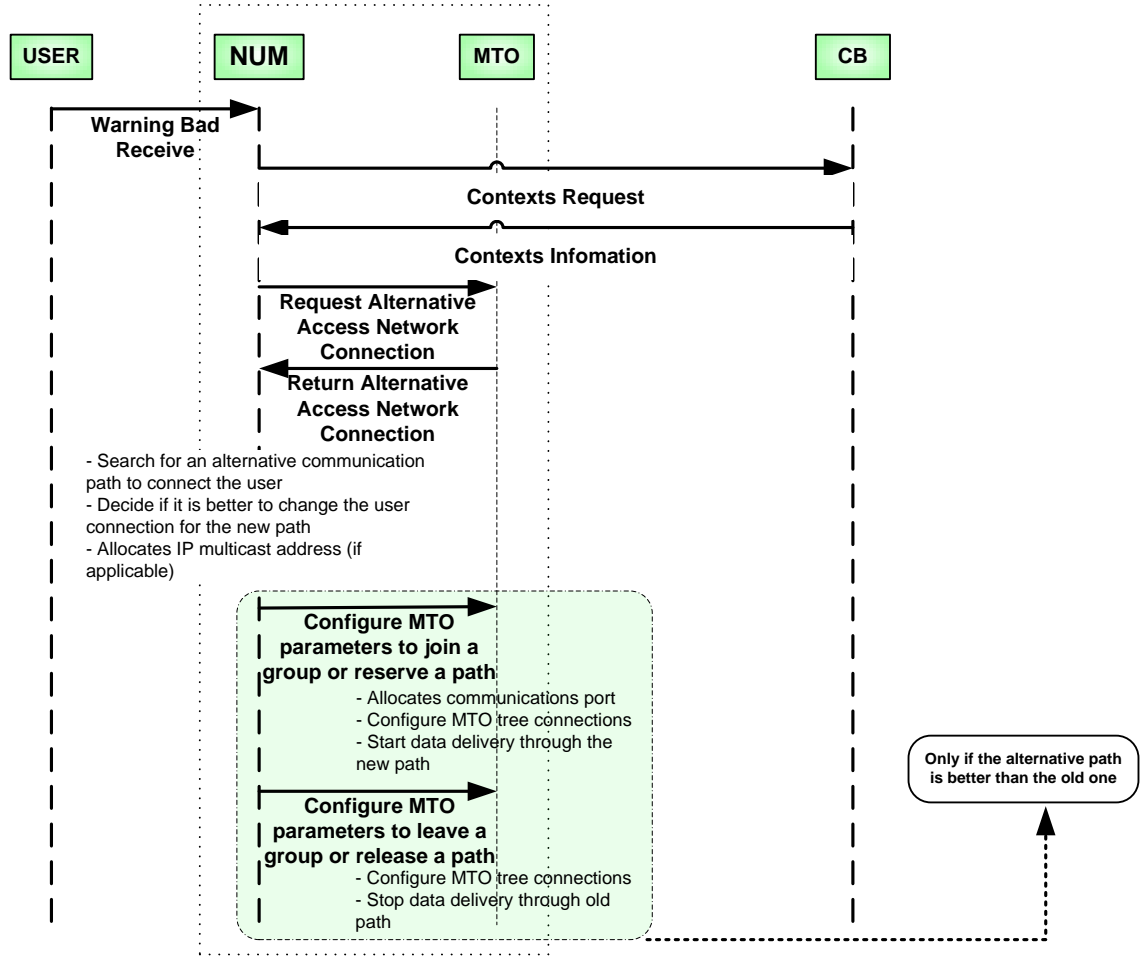 USER
NUM
MTO
CB
Warning Bad
Receive
Contexts Request
Contexts Infomation
Request Alternative
Access Network
Connection
Return Alternative
Access Network
Connection
- Search for an alternative communication
path to connect the user
- Decide if it is better to change the user
connection for the new path
- Allocates IP multicast address (if
applicable)
Configure MTO
parameters to join a
group or reserve a path
- Allocates communications port
- Configure MTO tree connections
- Start data delivery through the
new path
Only if the alternative path
is better than the old one
Configure MTO
parameters to leave a
group or release a path
- Configure MTO tree connections
- Stop data delivery through old
path